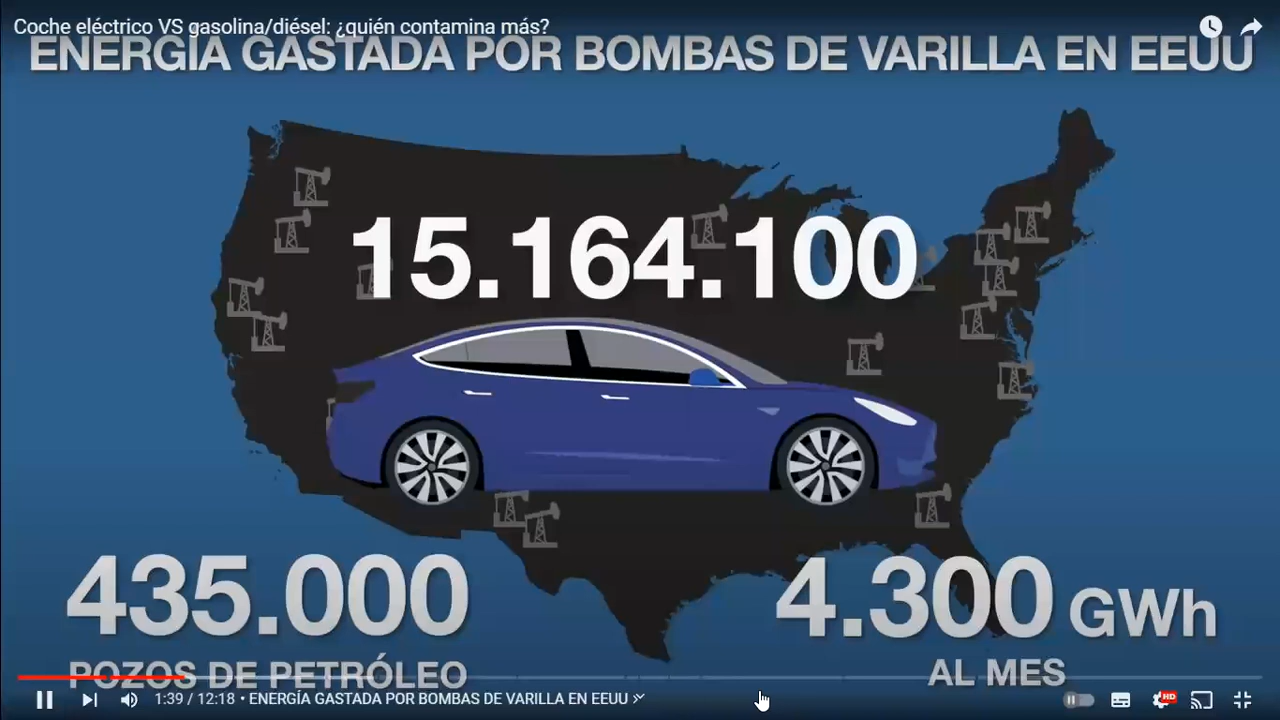 Coche eléctrico VS gasolina/diésel: ¿quién contamina más?
ENERGÍA GASTADA POR BOMBAS DE VARILLA EN EEUU
15.164.100
435.000
POZOS DE PETRÓLEO
4.300 GWh
AL MES
1:39 / 12:18 • ENERGÍA GASTADA POR BOMBAS DE VARILLA EN EEUU
HD